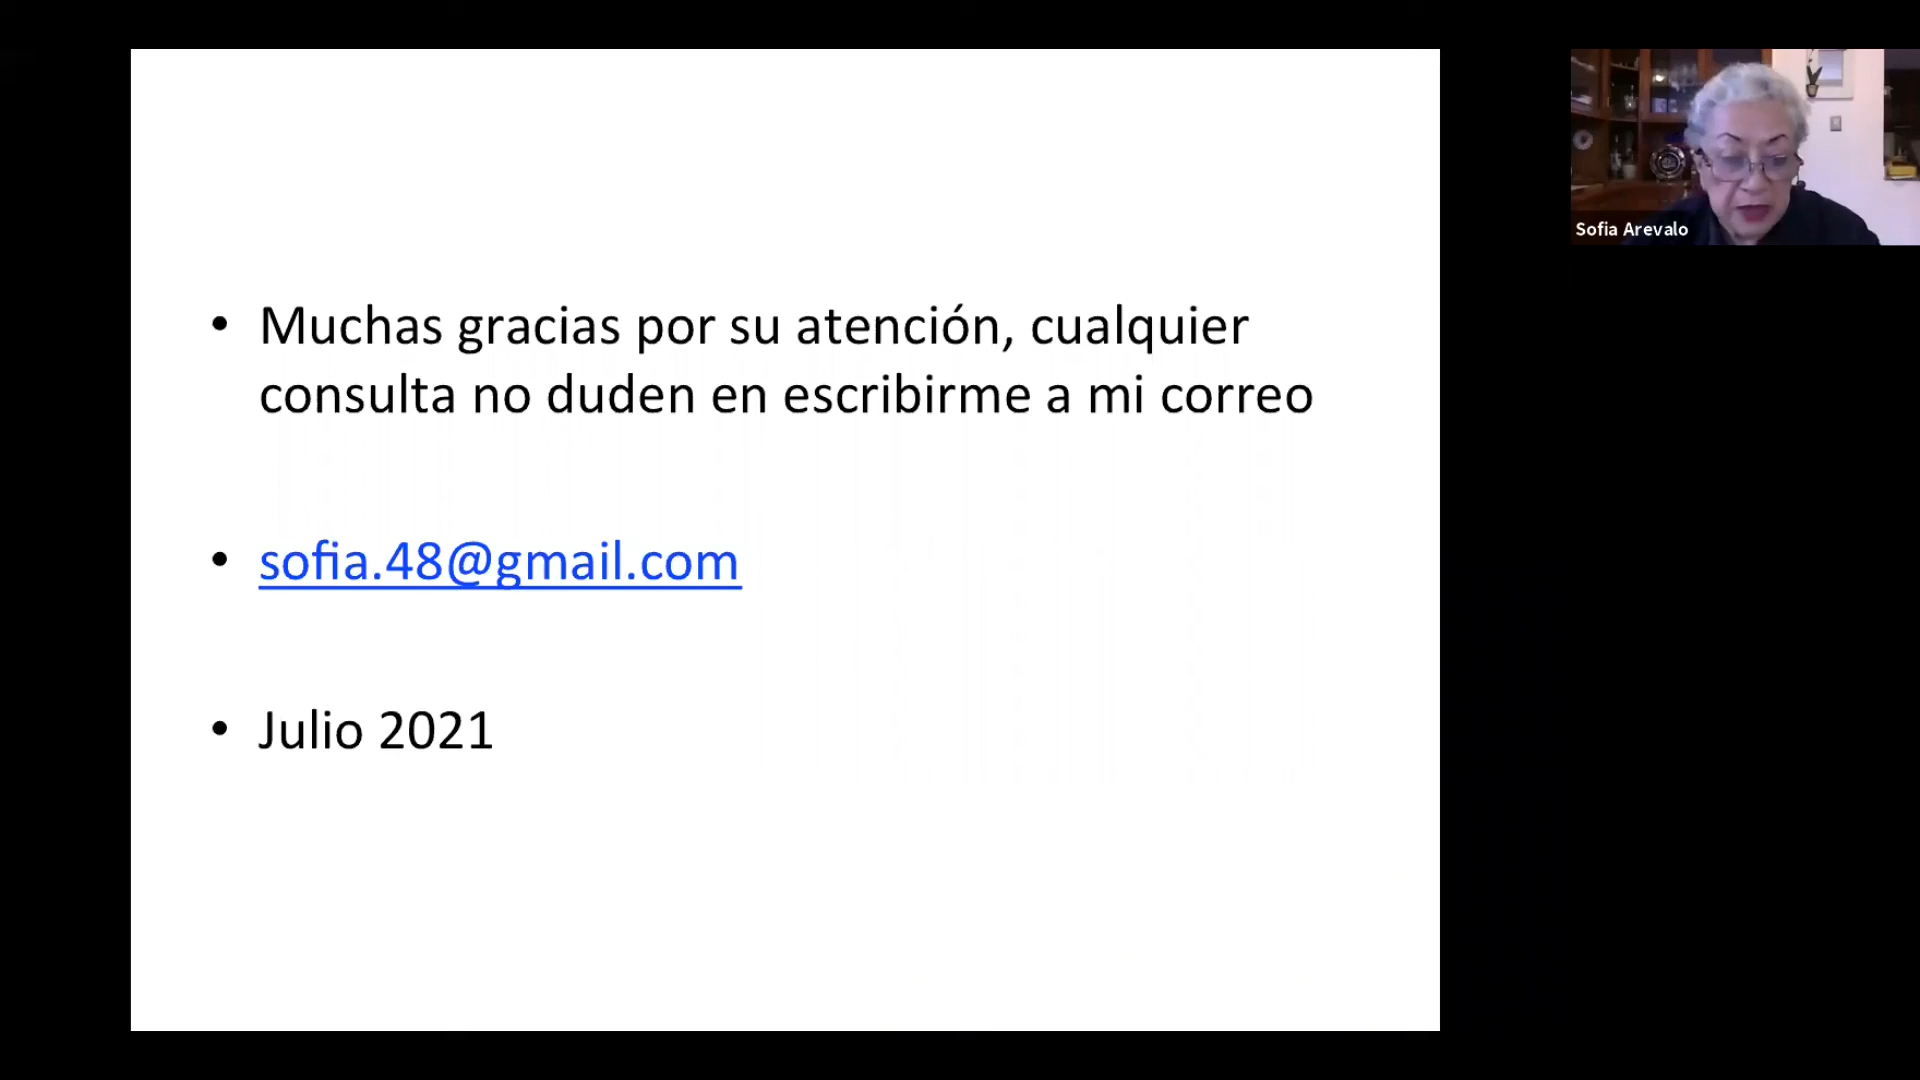 • Muchas gracias por su atención, cualquier
consulta no duden en escribirme a mi correo
• sofia.48@gmail.com
• Julio 2021
Sofia Arevalo